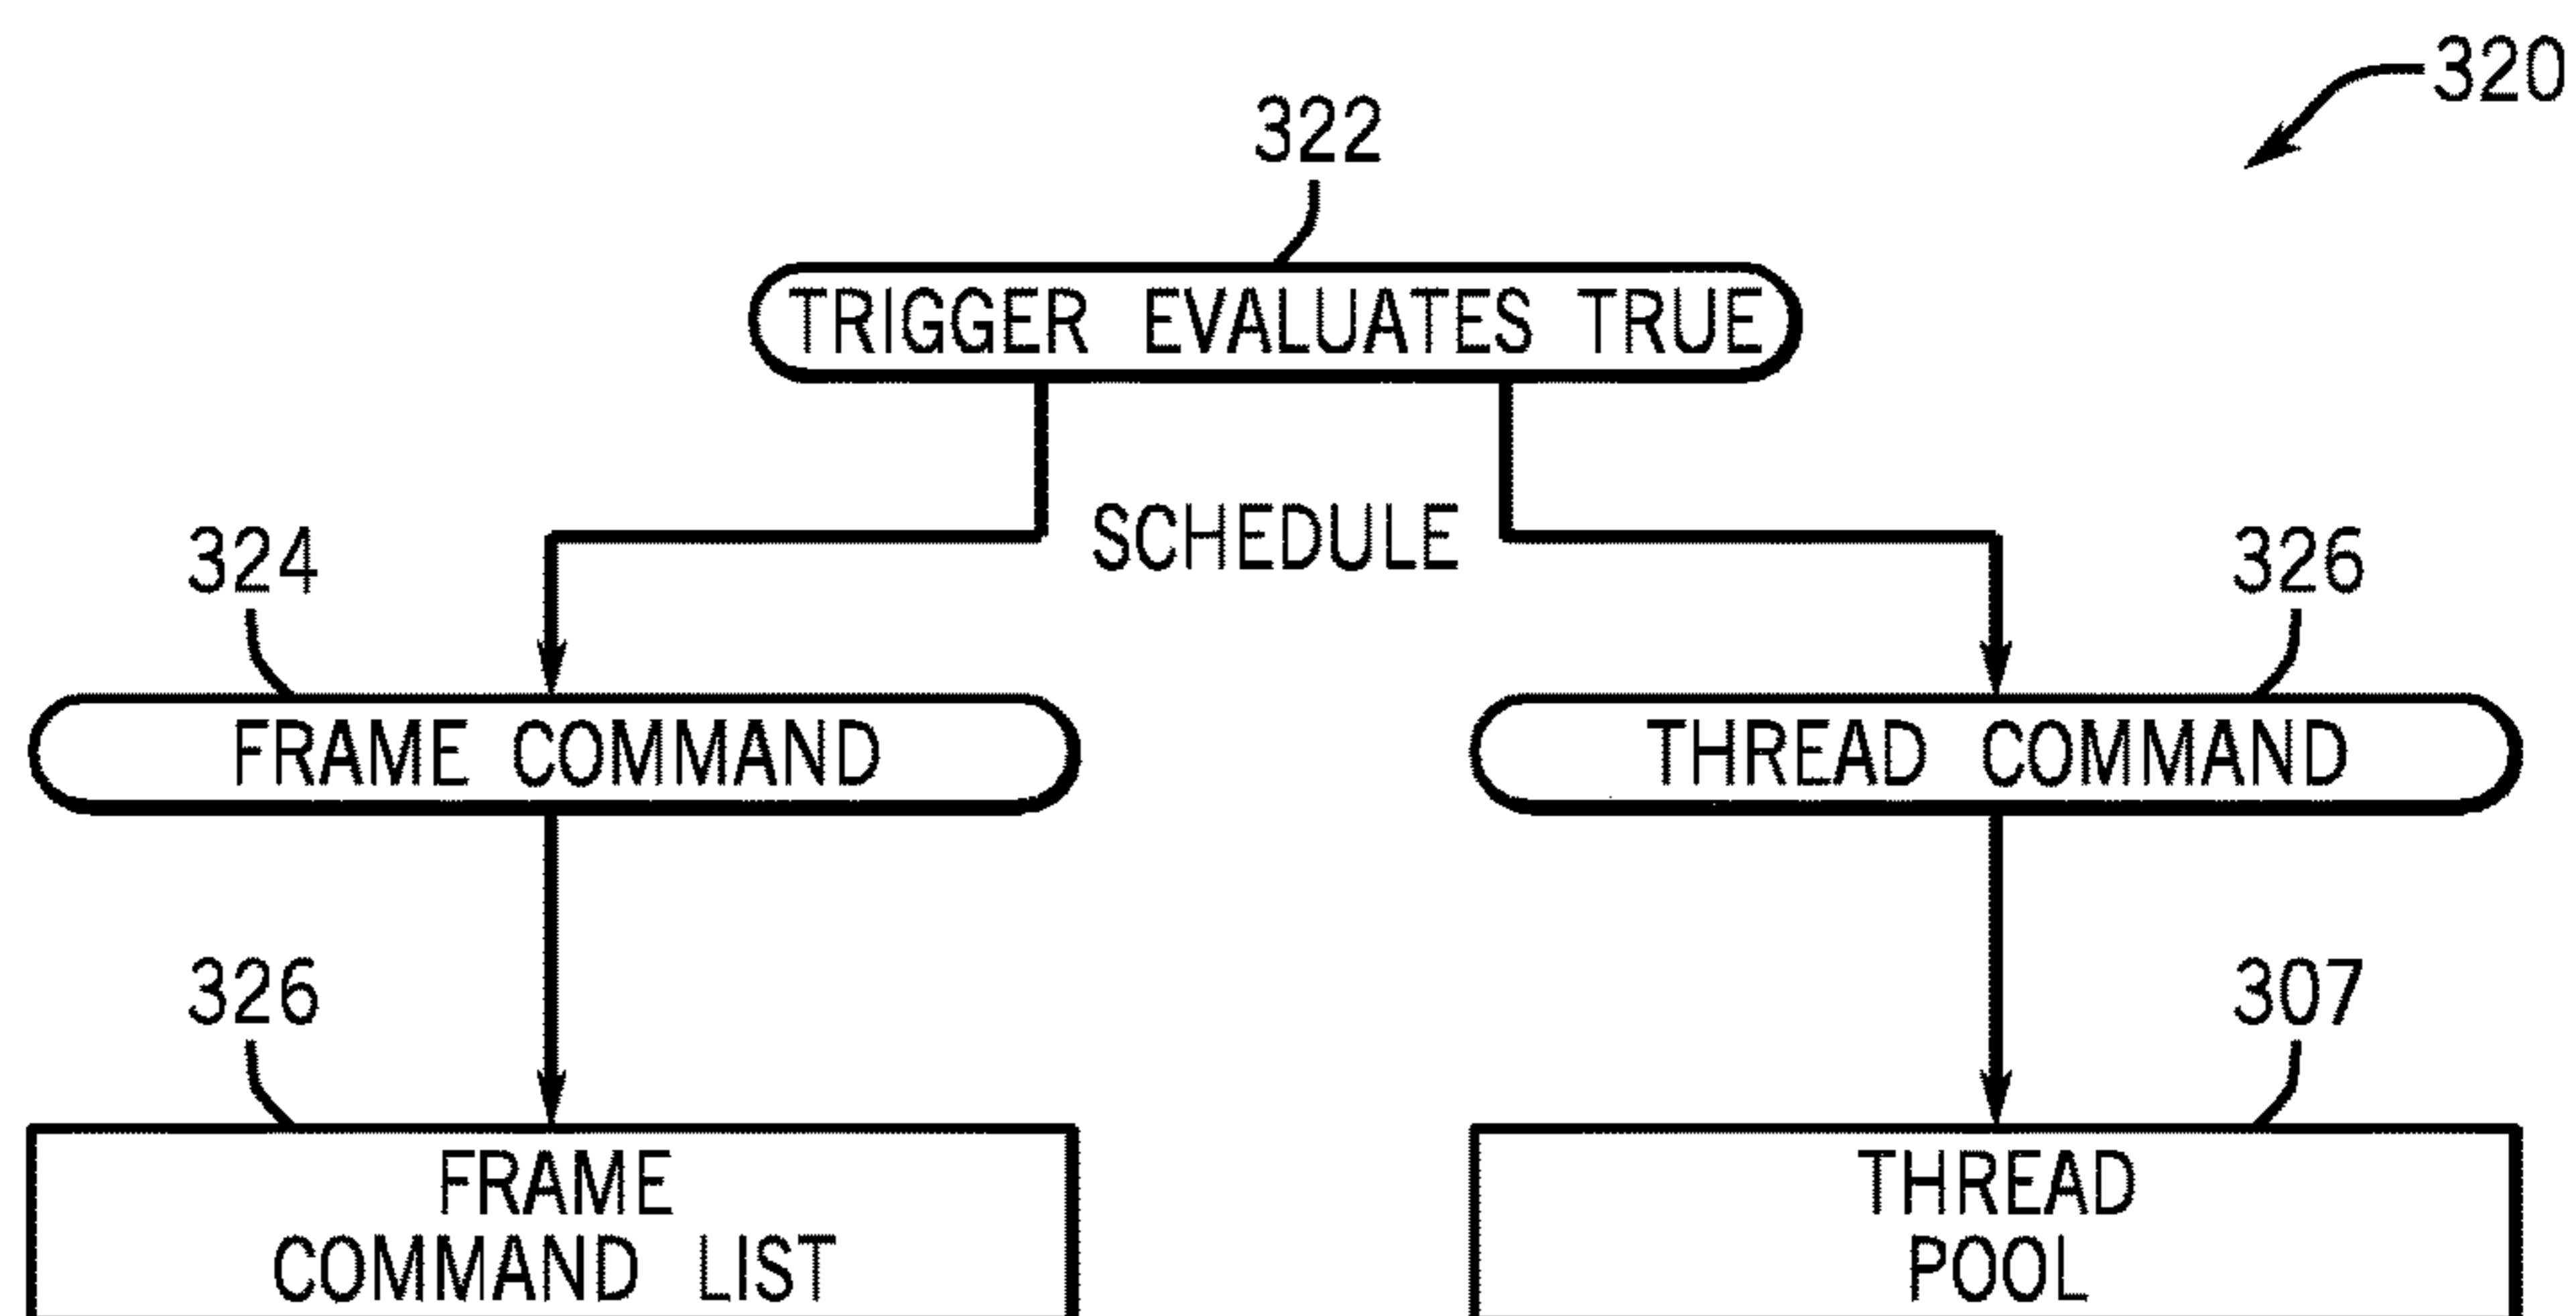 320
322
TRIGGER EVALUATES TRUE
SCHEDULE
324
326
FRAME COMMAND
THREAD COMMAND
326
307
FRAME
COMMAND LIST
THREAD
POOL